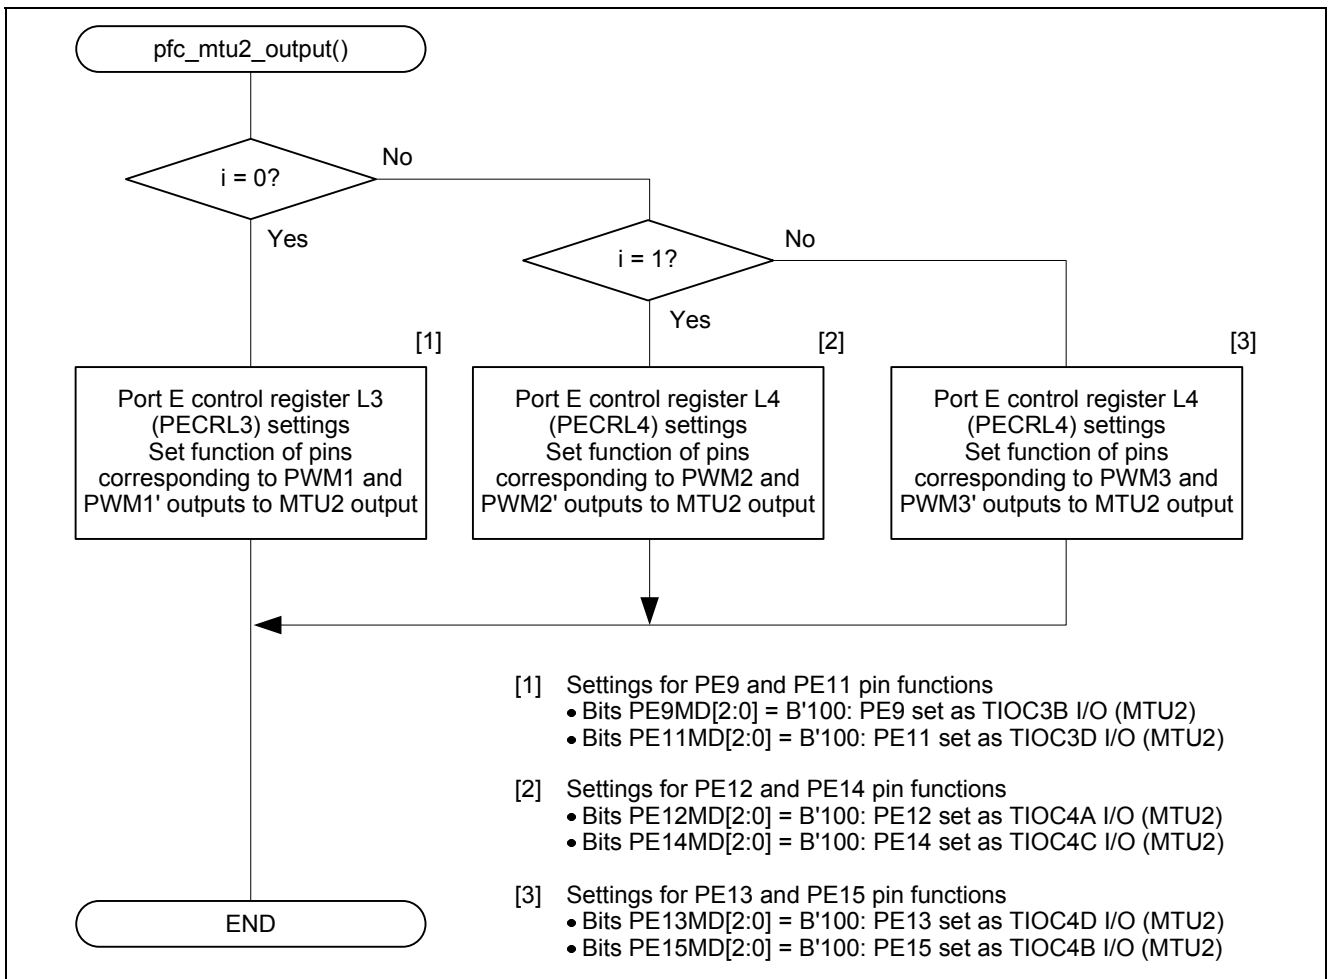 pfc_mtu2_output()
i = 0?
No
Yes
i = 1?
No
Yes
[1]
Port E control register L3
(PECRL3) settings
Set function of pins
corresponding to PWM1 and
PWM1' outputs to MTU2 output
[2]
Port E control register L4
(PECRL4) settings
Set function of pins
corresponding to PWM2 and
PWM2' outputs to MTU2 output
[3]
Port E control register L4
(PECRL4) settings
Set function of pins
corresponding to PWM3 and
PWM3' outputs to MTU2 output
[1] Settings for PE9 and PE11 pin functions
• Bits PE9MD[2:0] = B'100: PE9 set as TIOC3B I/O (MTU2)
• Bits PE11MD[2:0] = B'100: PE11 set as TIOC3D I/O (MTU2)
[2] Settings for PE12 and PE14 pin functions
• Bits PE12MD[2:0] = B'100: PE12 set as TIOC4A I/O (MTU2)
• Bits PE14MD[2:0] = B'100: PE14 set as TIOC4C I/O (MTU2)
[3] Settings for PE13 and PE15 pin functions
• Bits PE13MD[2:0] = B'100: PE13 set as TIOC4D I/O (MTU2)
• Bits PE15MD[2:0] = B'100: PE15 set as TIOC4B I/O (MTU2)
END